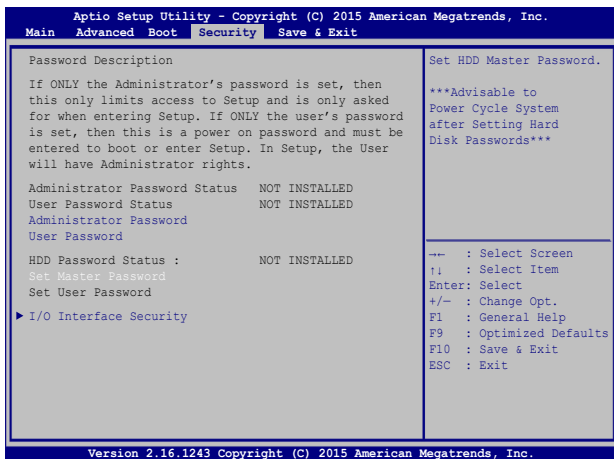 Aptio Setup Utility - Copyright (C) 2015 American Megatrends, Inc.
Main Advanced Boot Security Save & Exit
Password Description
If ONLY the Administrator's password is set, then
this only limits access to Setup and is only asked
for when entering Setup. If ONLY the user's password
is set, then this is a power on password and must be
entered to boot or enter Setup. In Setup, the User
will have Administrator rights.
Administrator Password Status NOT INSTALLED
User Password Status NOT INSTALLED
Administrator Password
User Password
HDD Password Status : NOT INSTALLED
Set Master Password
Set User Password
▶ I/O Interface Security
Set HDD Master Password.
***Advisable to
Power Cycle System
after Setting Hard
Disk Passwords***
→← : Select Screen
↑↓ : Select Item
Enter: Select
+/— : Change Opt.
F1 : General Help
F9 : Optimized Defaults
F10 : Save & Exit
ESC : Exit
Version 2.16.1243 Copyright (C) 2015 American Megatrends, Inc.